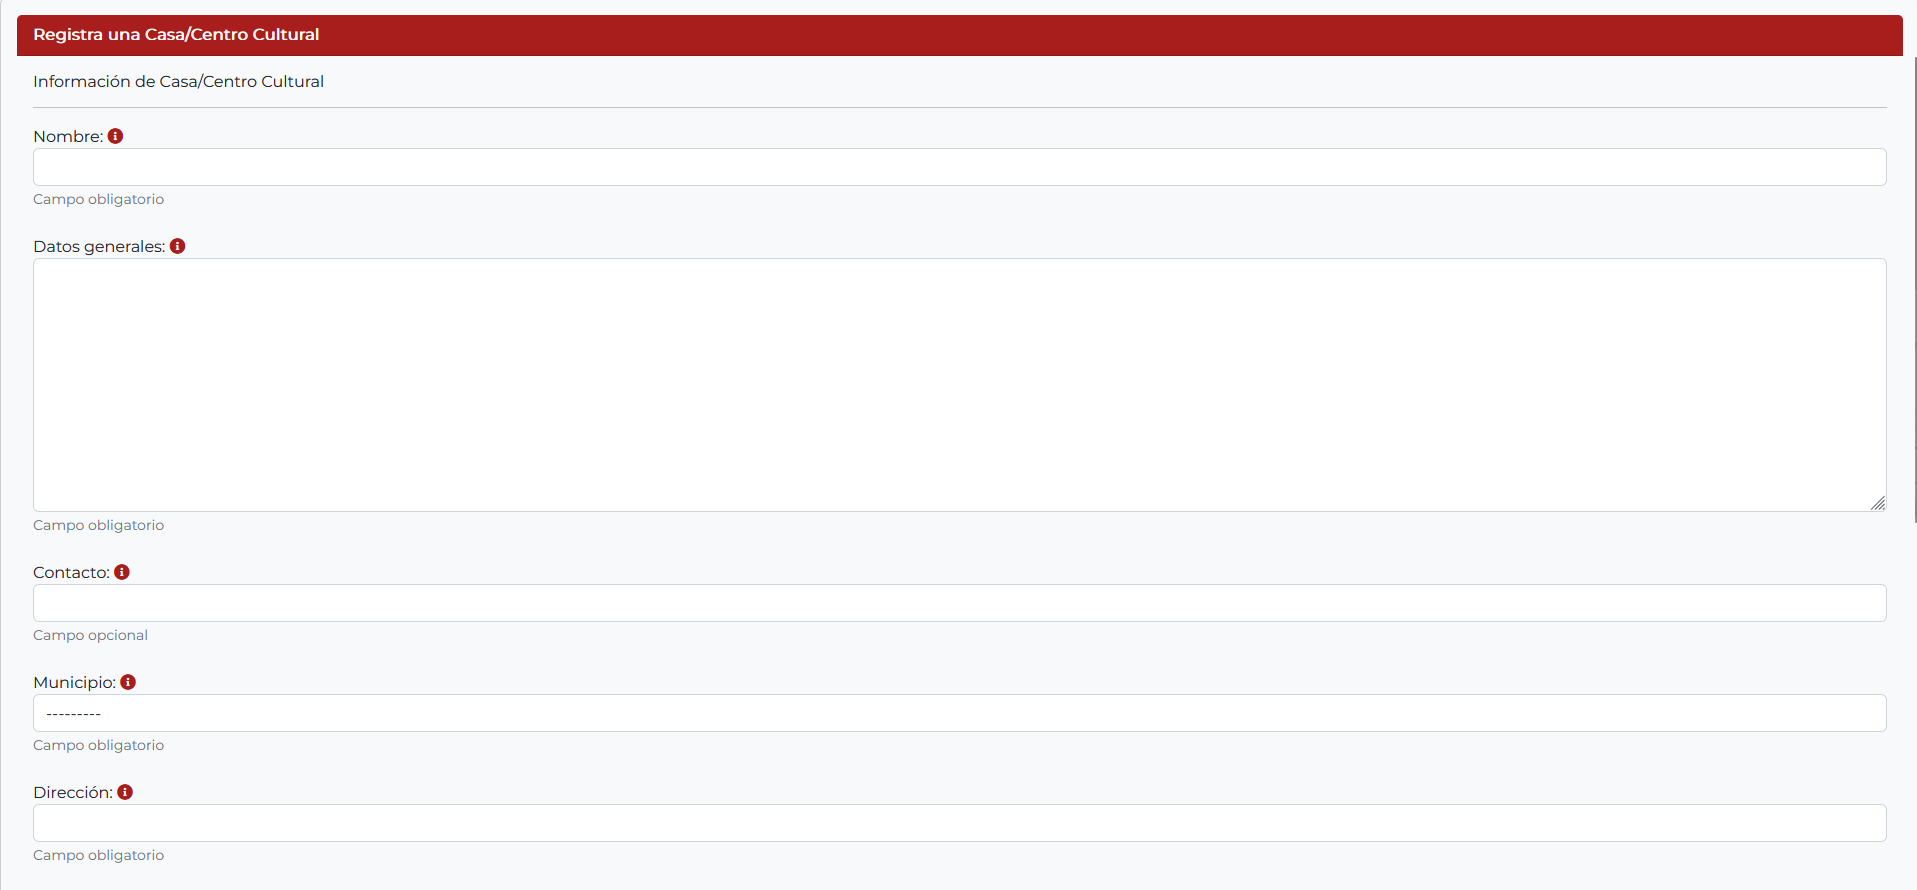 Registra una Casa/Centro Cultural
Información de Casa/Centro Cultural
Nombre:
Campo obligatorio
Datos generales:
Campo obligatorio
Contacto:
Campo opcional
Municipio:
---------
Campo obligatorio
Dirección:
Campo obligatorio